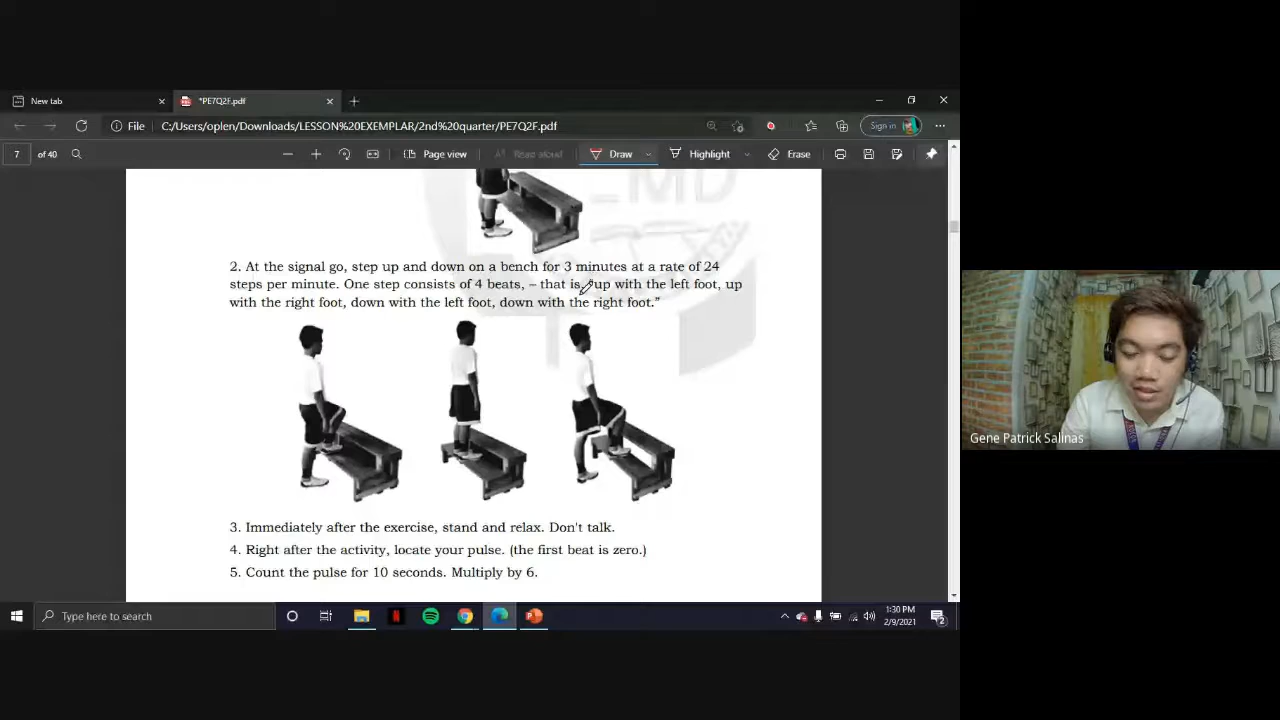 New tab
*PE7Q2F.pdf
File
C:/Users/oplen/Downloads/LESSON%20EXEMPLAR/2nd%20quarter/PE7Q2F.pdf
Sign in
7
of 40
Page view
Read aloud
Draw
Highlight
Erase
MD
2. At the signal go, step up and down on a bench for 3 minutes at a rate of 24
steps per minute. One step consists of 4 beats, – that is, up with the left foot, up
with the right foot, down with the left foot, down with the right foot.”
3. Immediately after the exercise, stand and relax. Don't talk.
4. Right after the activity, locate your pulse. (the first beat is zero.)
5. Count the pulse for 10 seconds. Multiply by 6.
Gene Patrick Salinas
Type here to search
1:30 PM
2/9/2021
2